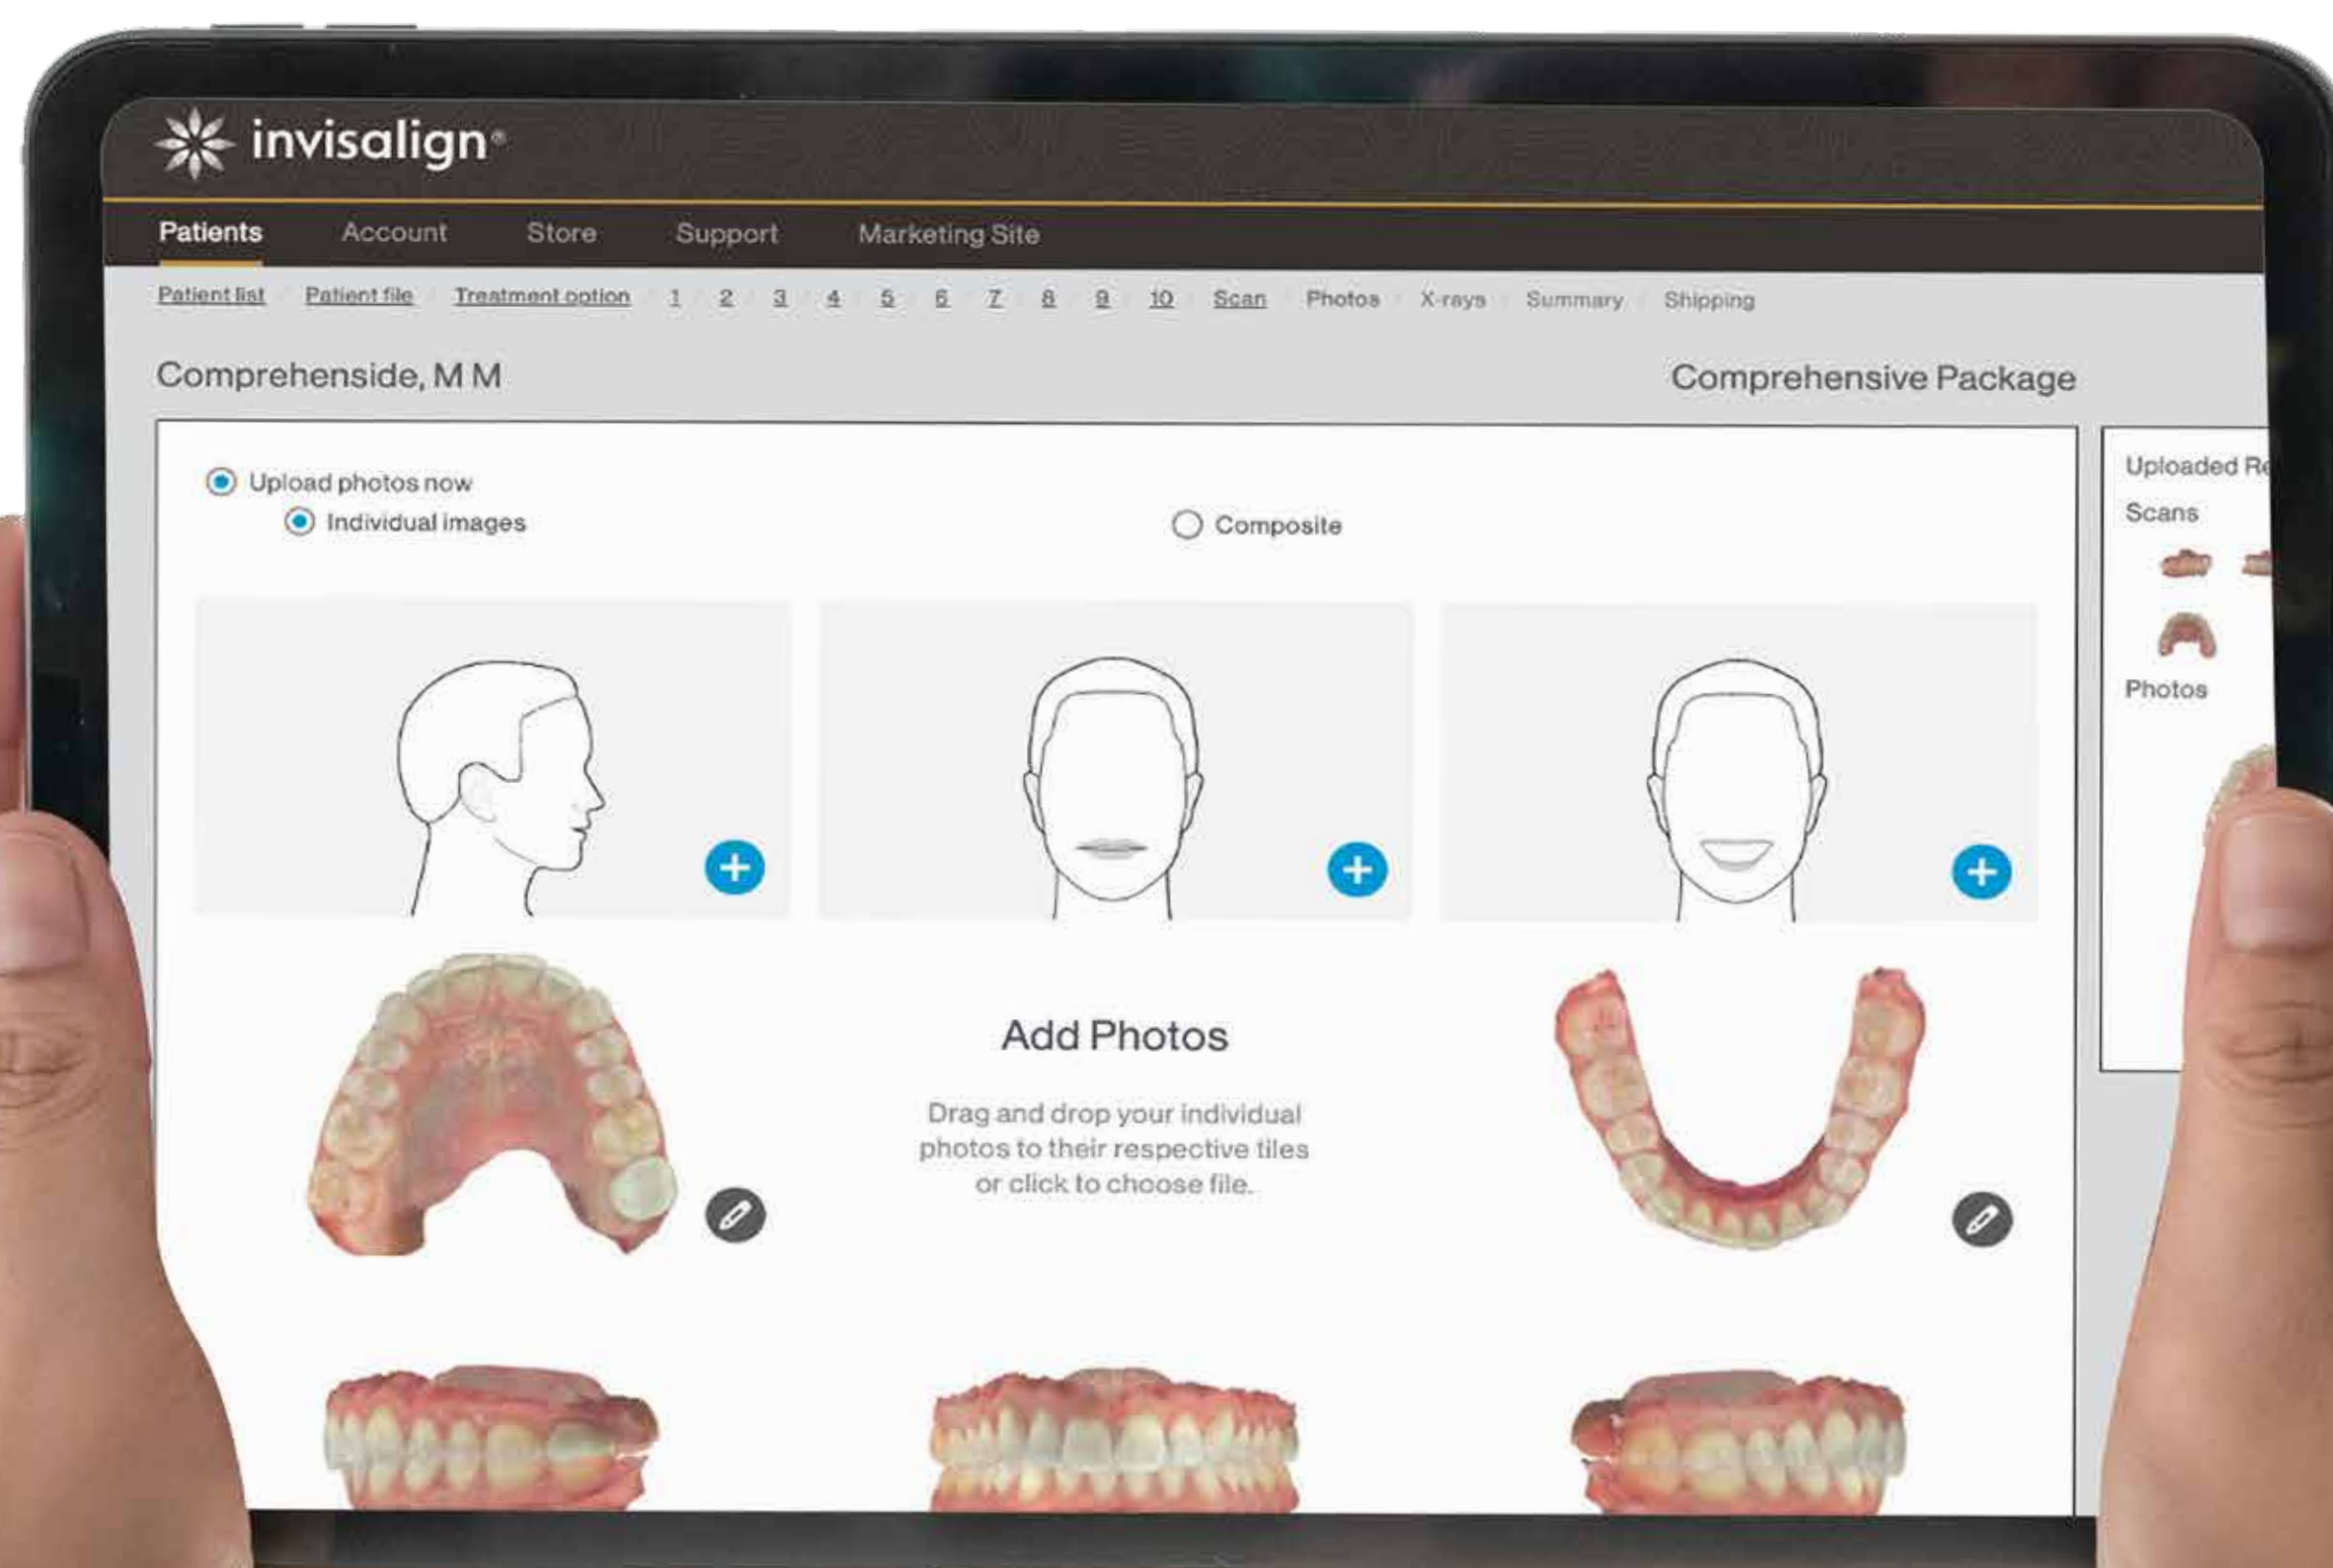 invisalign®
Patients Account Store Support Marketing Site
Patient list / Patient file / Treatment option / 1 / 2 / 3 / 4 / 5 / 6 / 7 / 8 / 9 / 10 / Scan / Photos / X-rays / Summary / Shipping
Comprehenside, M M
Comprehensive Package
Upload photos now
Individual images
Composite
Add Photos
Drag and drop your individual
photos to their respective tiles
or click to choose file.
Uploaded Re
Scans
Photos